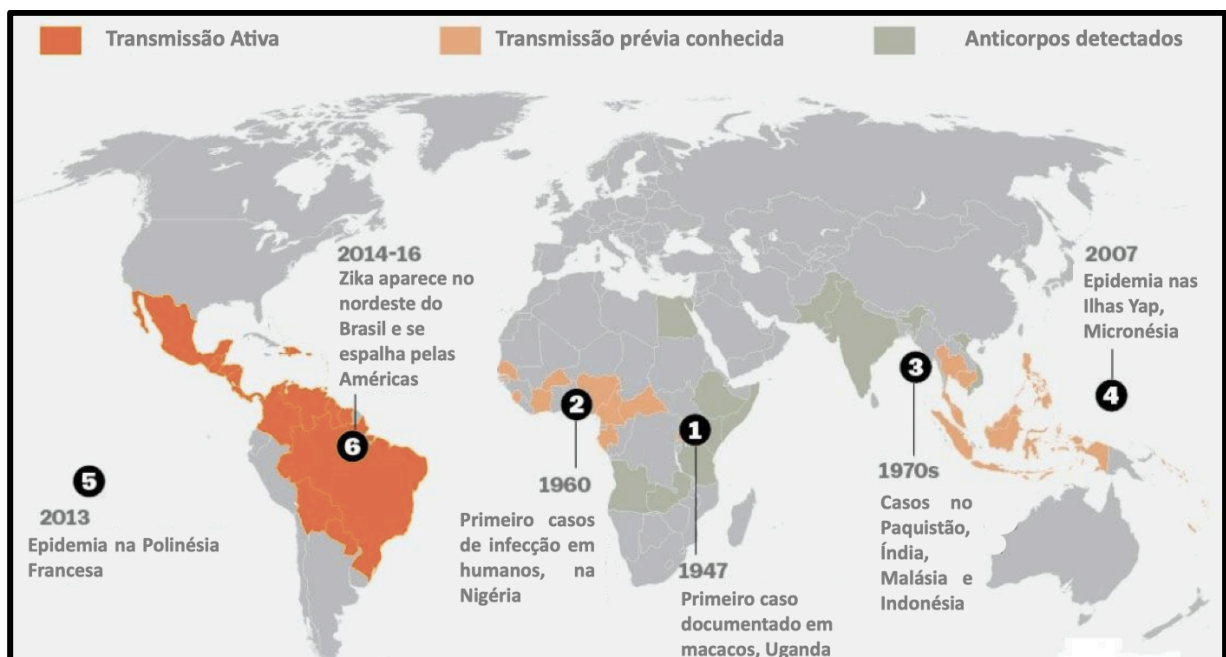 Transmissão Ativa
Transmissão prévia conhecida
Anticorpos detectados
2014-16
Zika aparece no
nordeste do
Brasil e se
espalha pelas
Américas
2007
Epidemia nas
Ilhas Yap,
Micronésia
3
2
4
1
6
5
2013
Epidemia na Polinésia
Francesa
1960
Primeiro casos
de infecção em
humanos, na
Nigéria
1947
Primeiro caso
documentado em
macacos, Uganda
1970s
Casos no
Paquistão,
Índia,
Malásia e
Indonésia